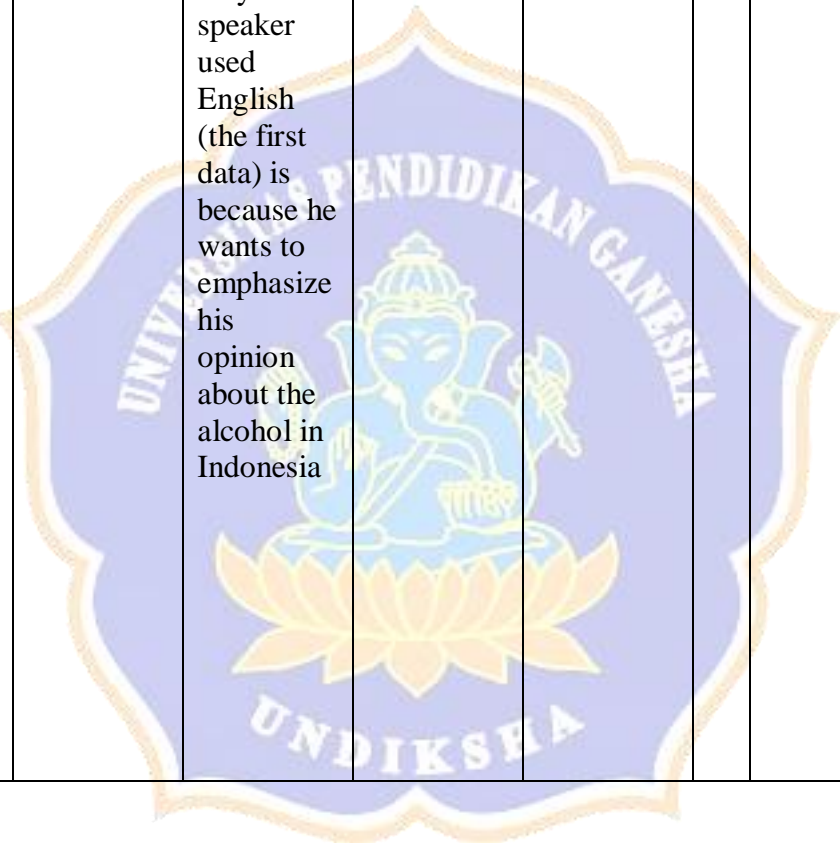 speaker
used
English
(the first
data) is
because he
wants to
emphasize
his
opinion
about the
alcohol in
Indonesia
UNIVERSITAS PENDIDIKAN GANESHA
UNDIKSHA